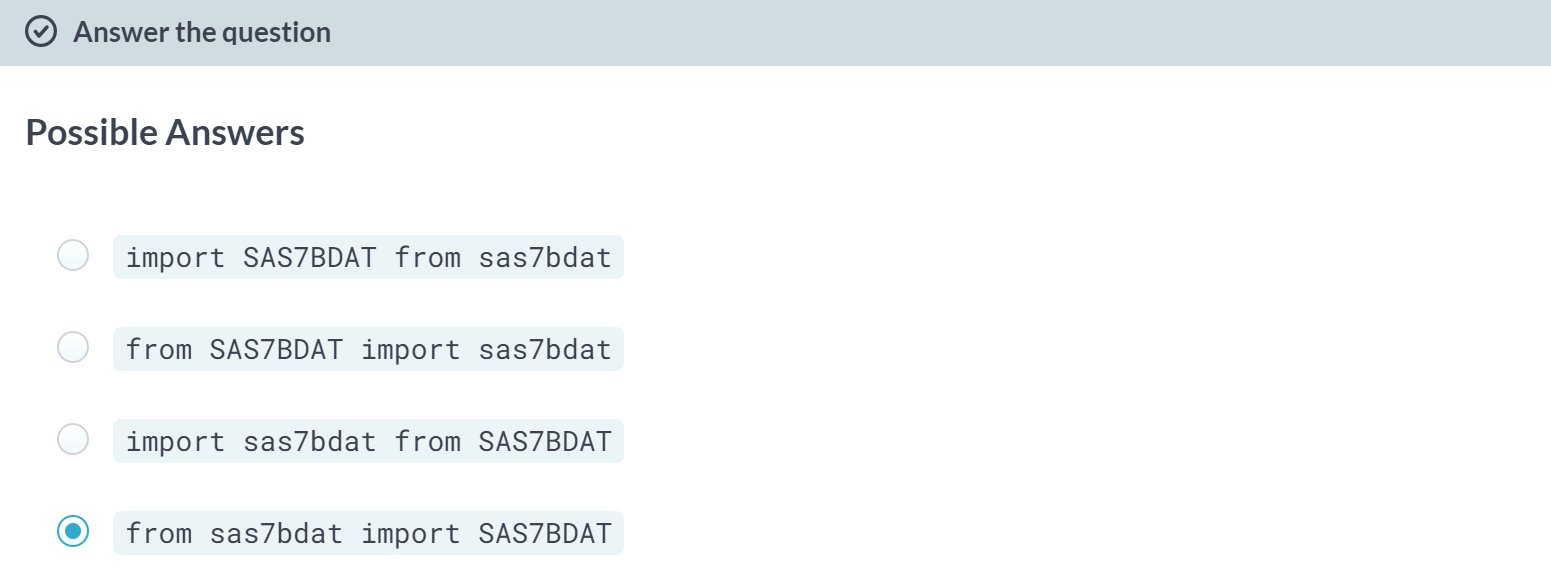 Answer the question
Possible Answers
import SAS7BDAT from sas7bdat
from SAS7BDAT import sas7bdat
import sas7bdat from SAS7BDAT
from sas7bdat import SAS7BDAT